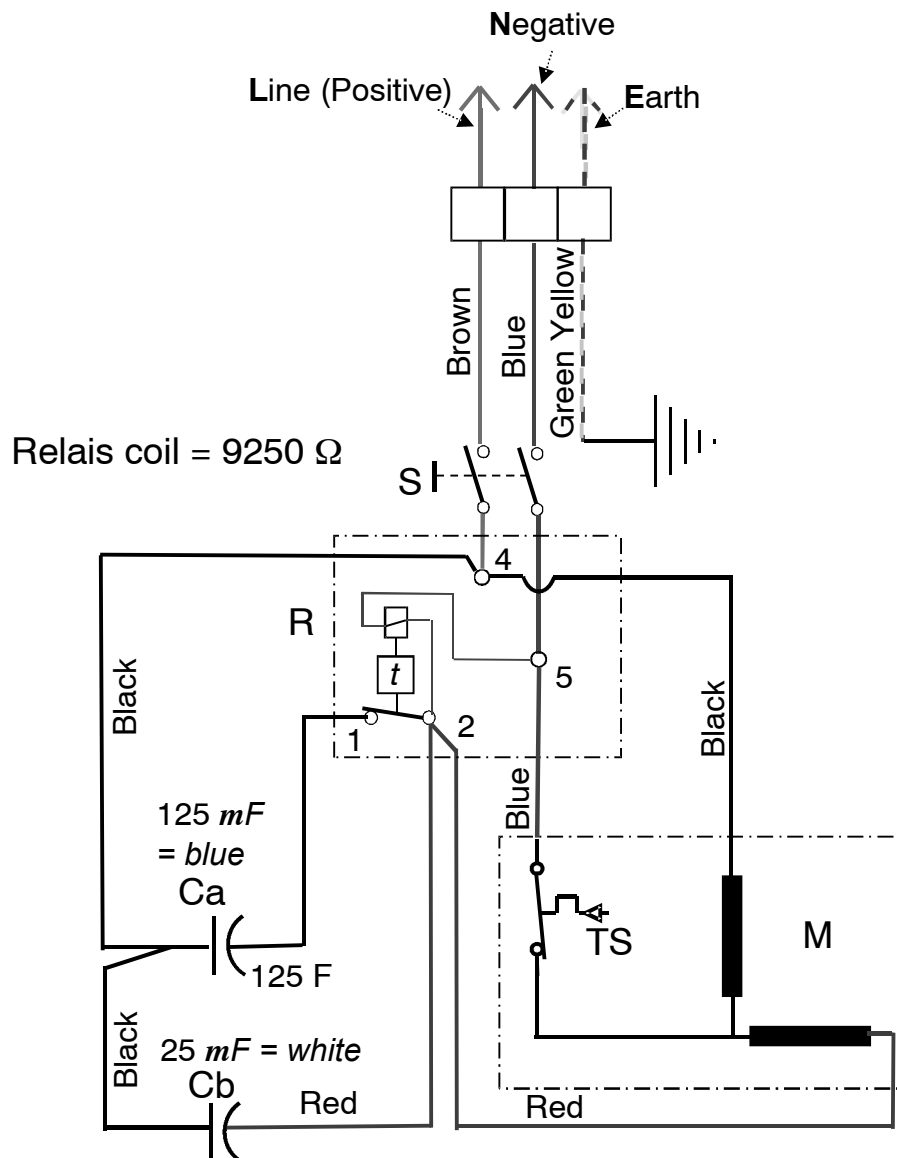 Negative
Line (Positive)
Earth
Brown
Blue
Green Yellow
Relais coil = 9250 Ω
S
4
R
t
5
1
2
Black
Black
Blue
125 mF
= blue
Ca
125 F
TS
M
Black
25 mF = white
Cb
Red
Red